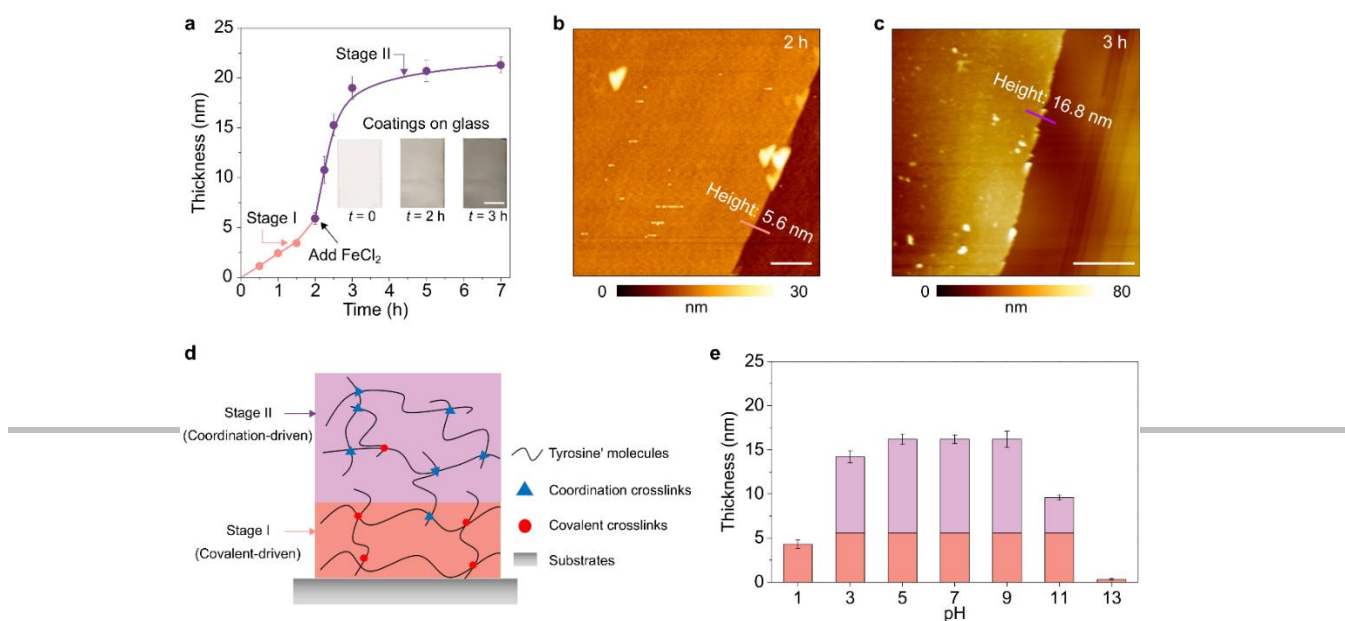 a
25
20
15
10
5
0
Thickness (nm)
Stage II
Coatings on glass
t = 0
t = 2 h
t = 3 h
Stage I
Add FeCl₂
0 1 2 3 4 5 6 7
Time (h)
b
2 h
Height: 5.6 nm
0 30
nm
c
3 h
Height: 16.8 nm
0 80
nm
d
Stage II
(Coordination-driven)
Stage I
(Covalent-driven)
Tyrosine' molecules
Coordination crosslinks
Covalent crosslinks
Substrates
e
25
20
15
10
5
0
Thickness (nm)
1 3 5 7 9 11 13
pH